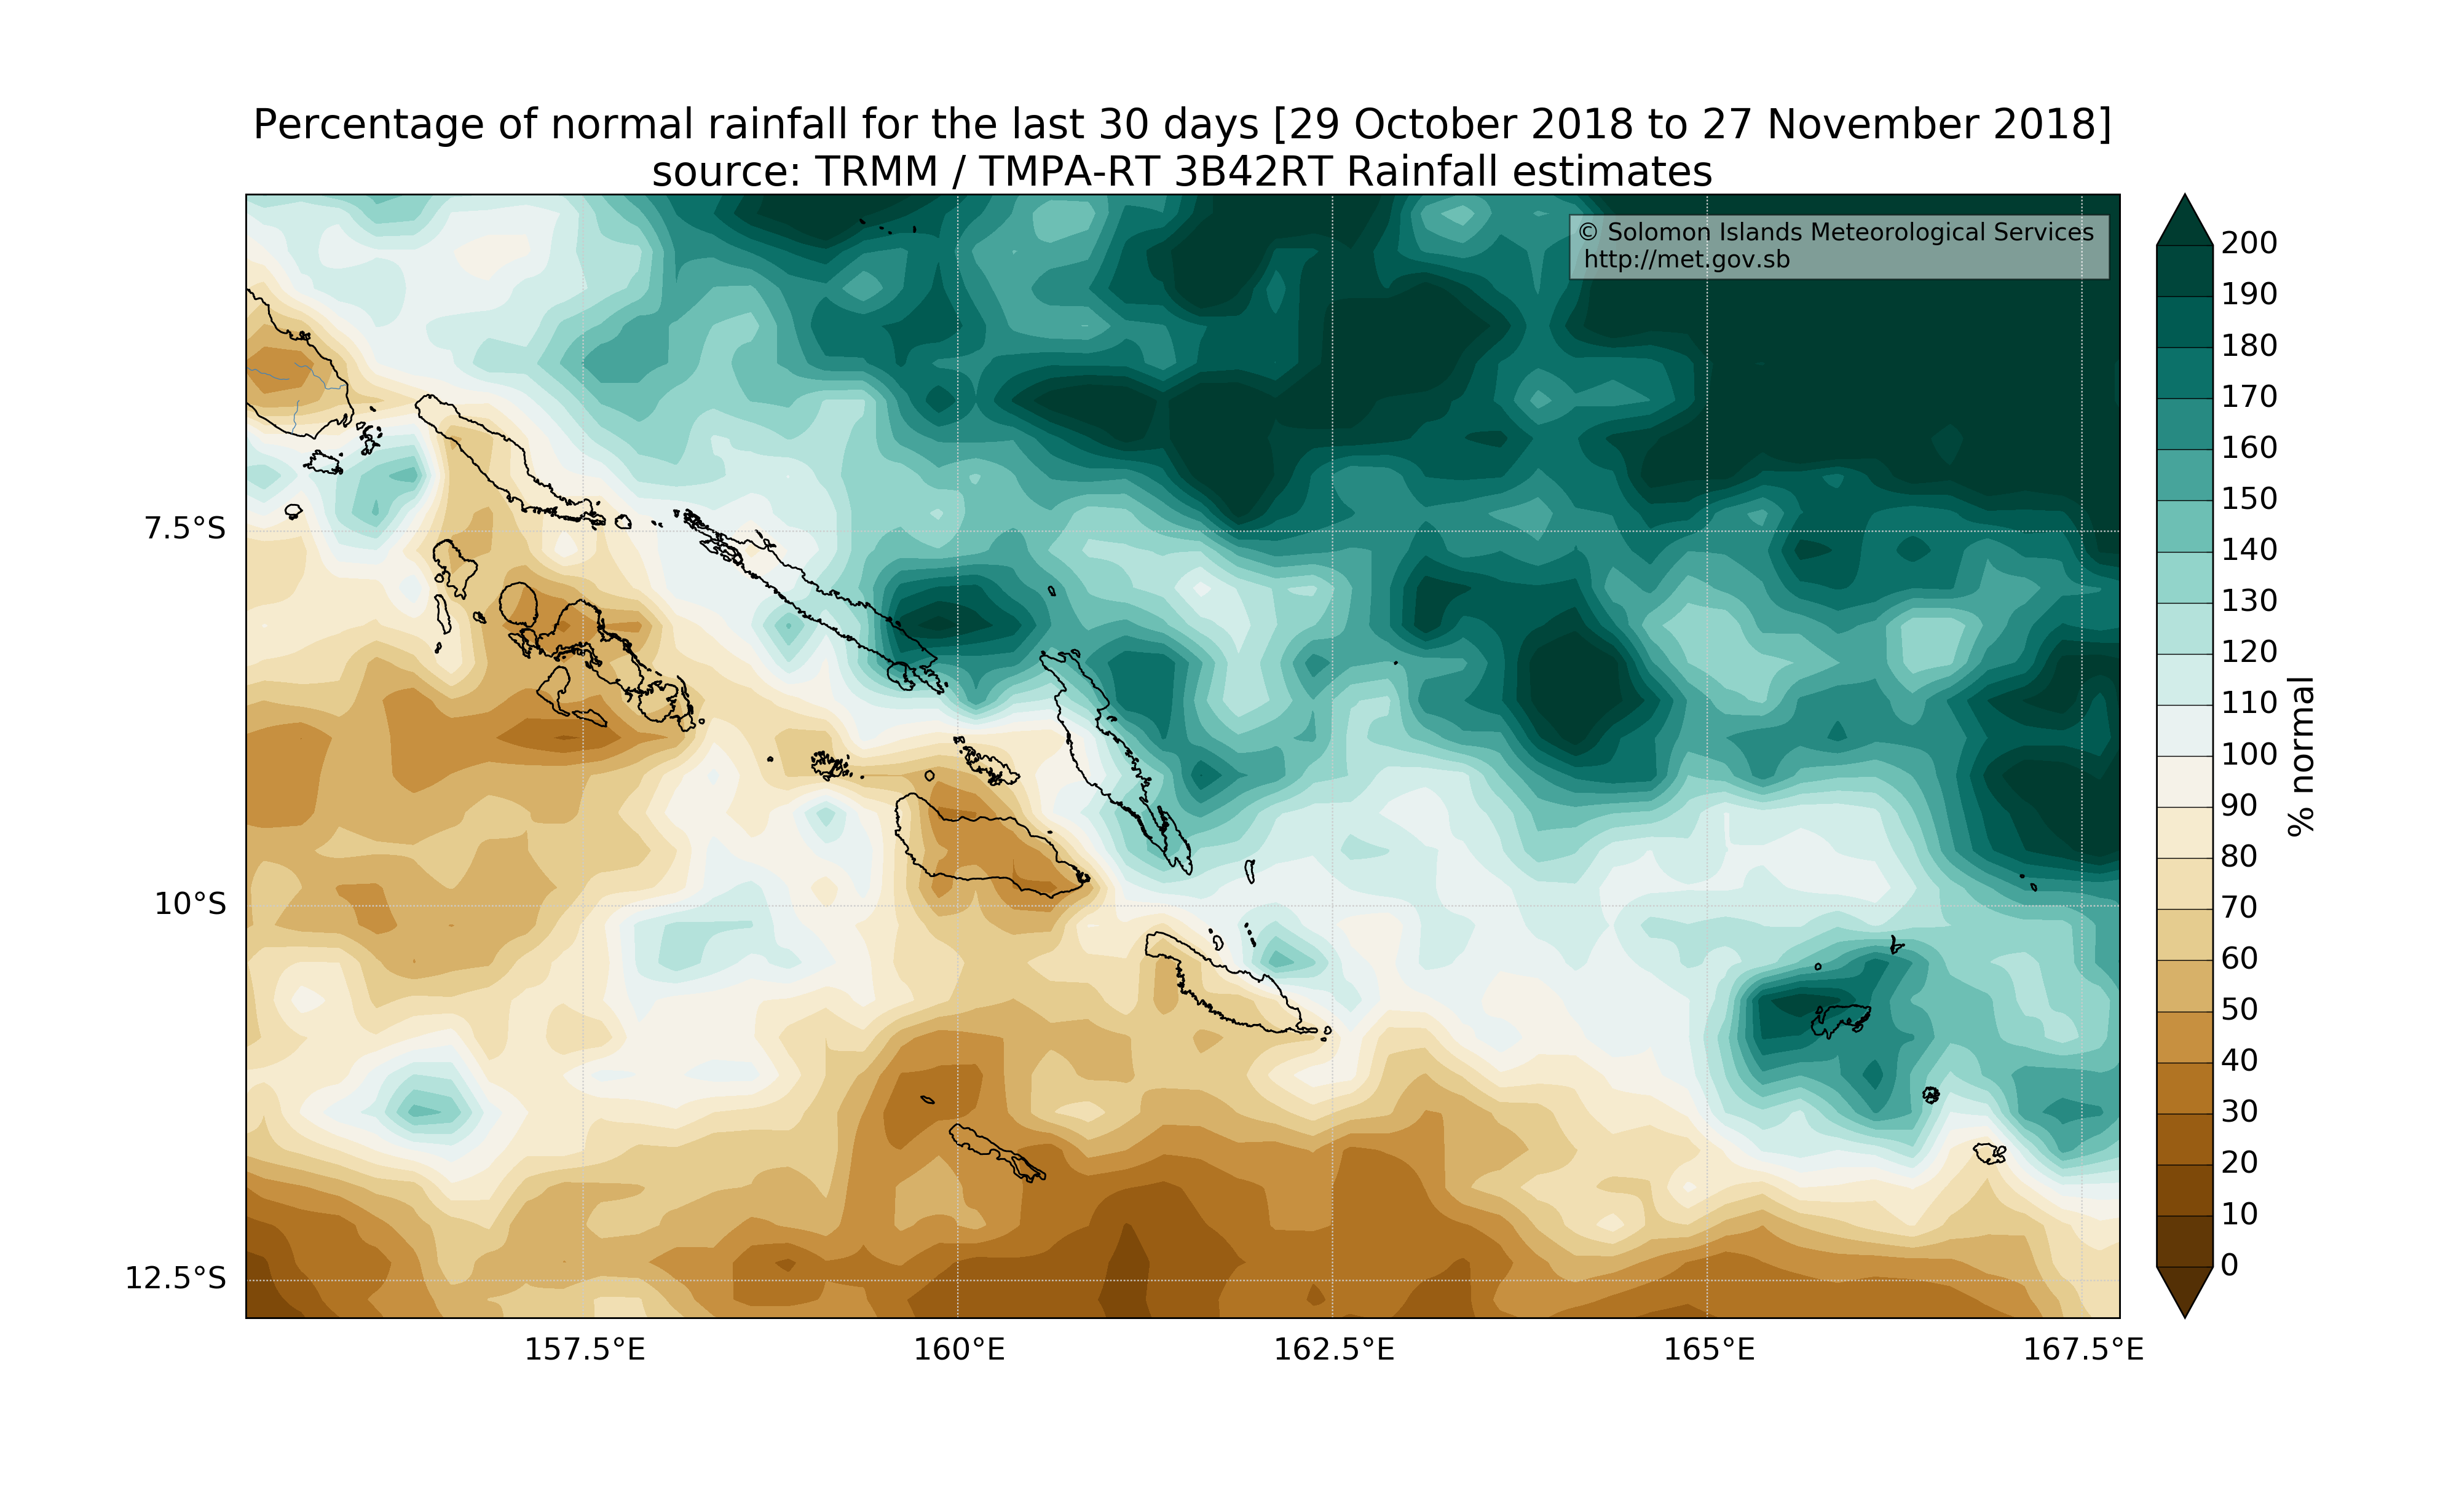 Percentage of normal rainfall for the last 30 days [29 October 2018 to 27 November 2018]
source: TRMM / TMPA-RT 3B42RT Rainfall estimates
© Solomon Islands Meteorological Services
http://met.gov.sb
7.5°S
10°S
12.5°S
157.5°E
160°E
162.5°E
165°E
167.5°E
200
190
180
170
160
150
140
130
120
110
100
90
80
70
60
50
40
30
20
10
0
% normal